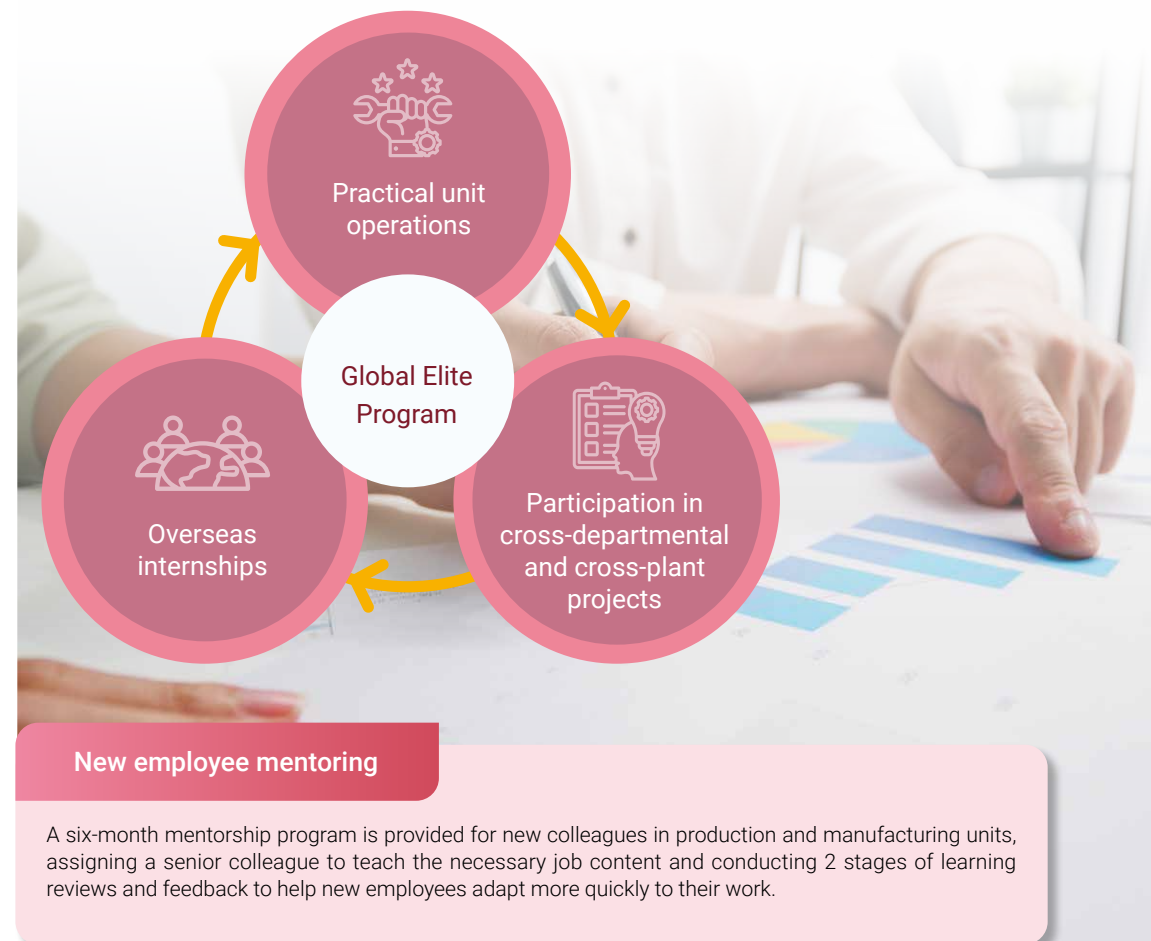 Practical unit
operations
Global Elite
Program
Overseas
internships
Participation in
cross-departmental
and cross-plant
projects
New employee mentoring
A six-month mentorship program is provided for new colleagues in production and manufacturing units,
assigning a senior colleague to teach the necessary job content and conducting 2 stages of learning
reviews and feedback to help new employees adapt more quickly to their work.